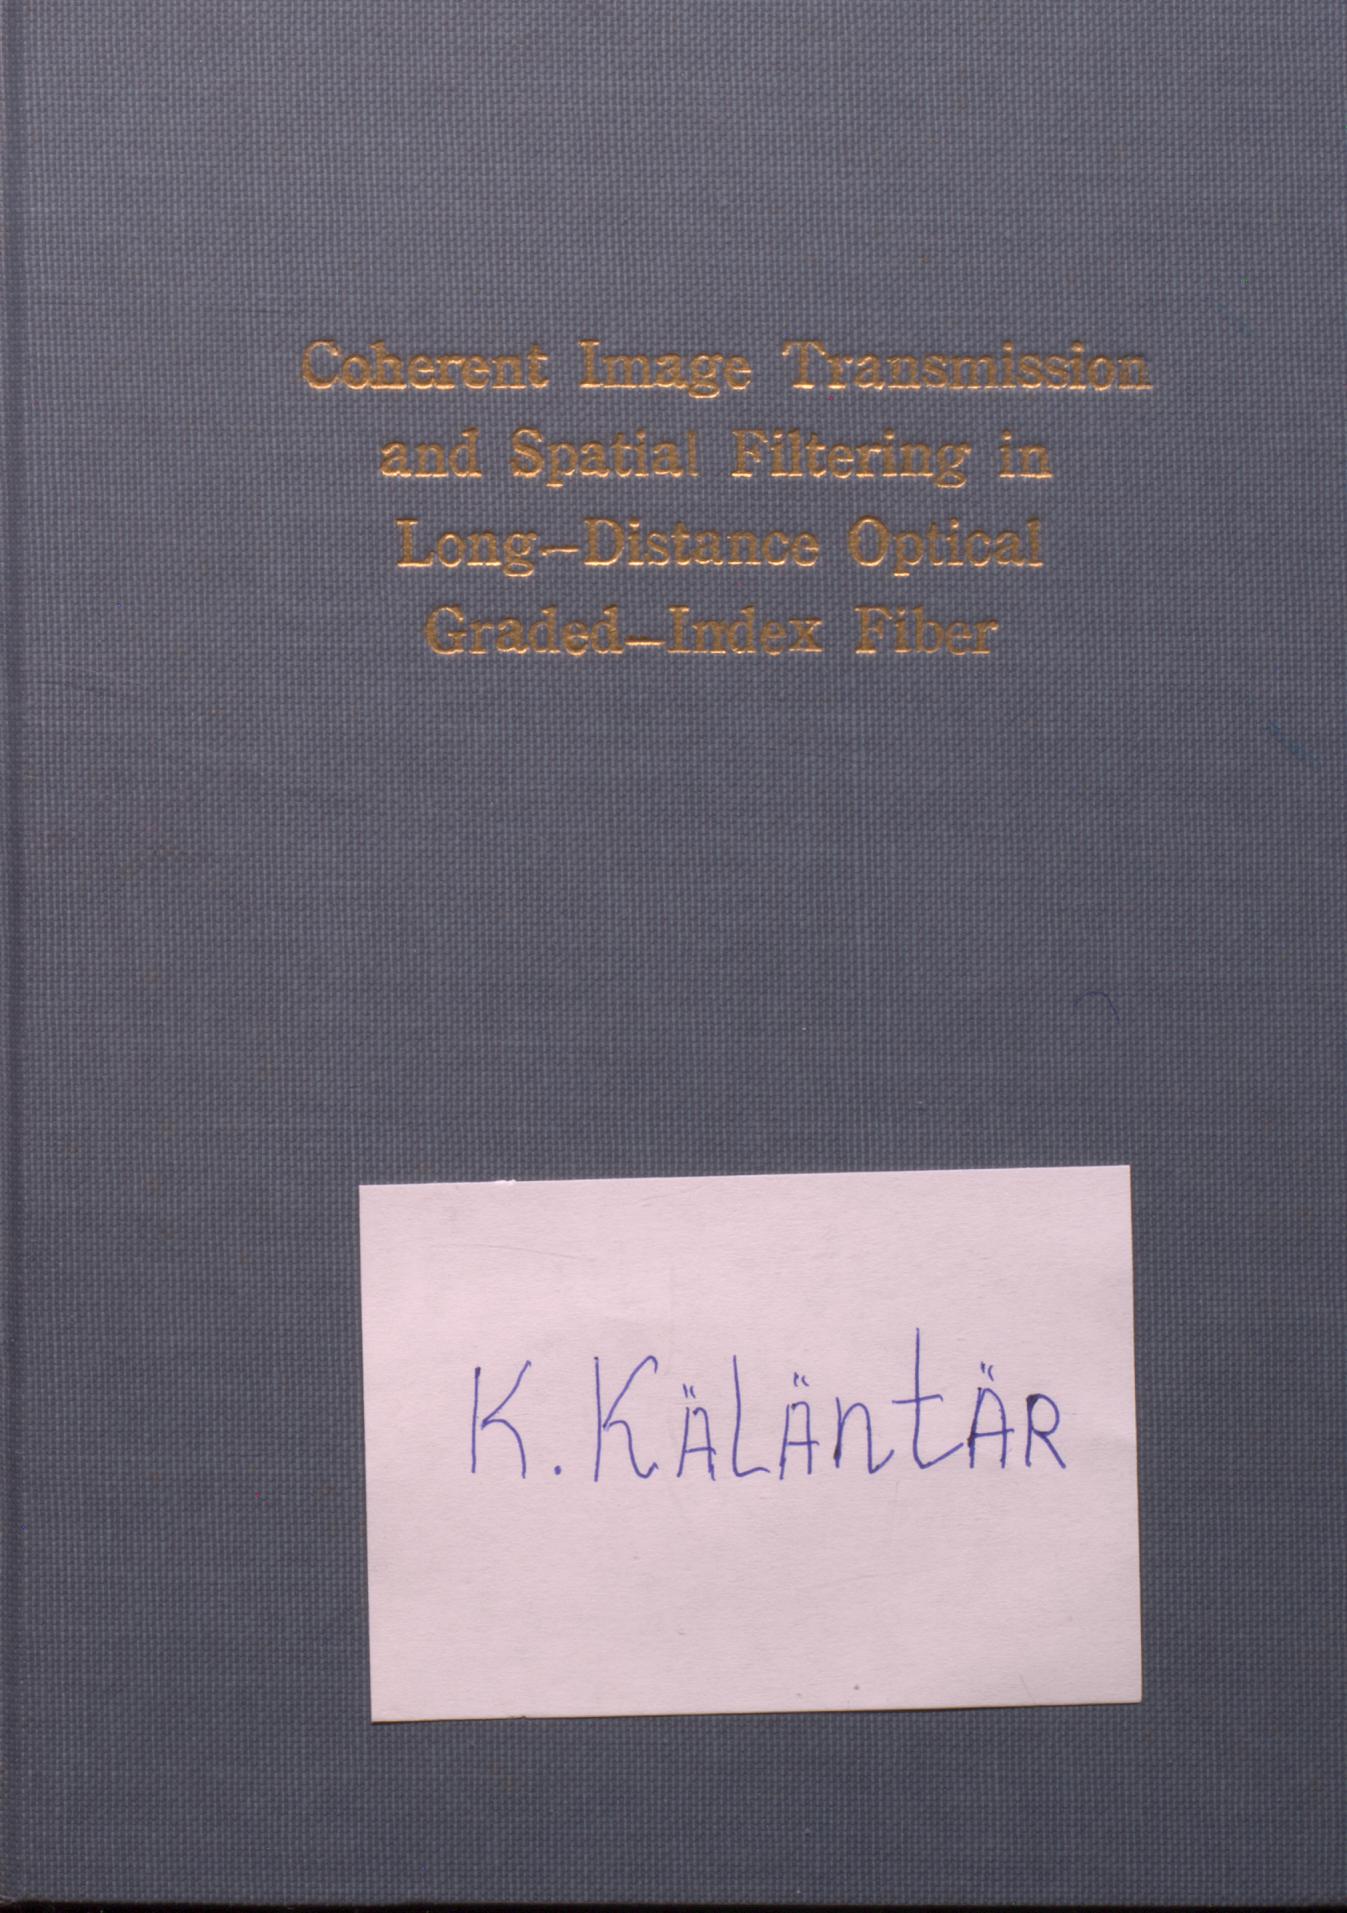 Coherent Image Transmission
and Spatial Filtering in
Long-Distance Optical
Graded-Index Fiber
K. KÄLÄntÄR